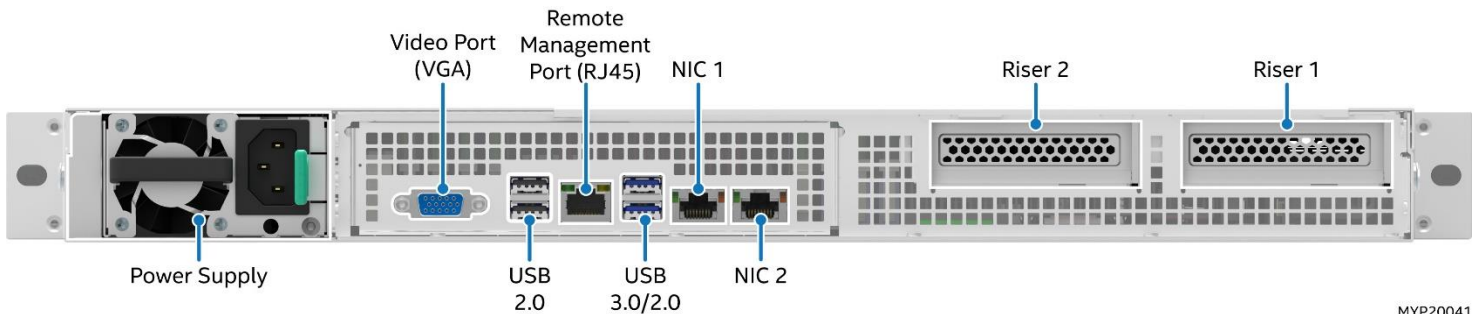 Video Port
(VGA)
Remote
Management
Port (RJ45)
NIC 1
Riser 2
Riser 1
Power Supply
USB
2.0
USB
3.0/2.0
NIC 2
MYP20041